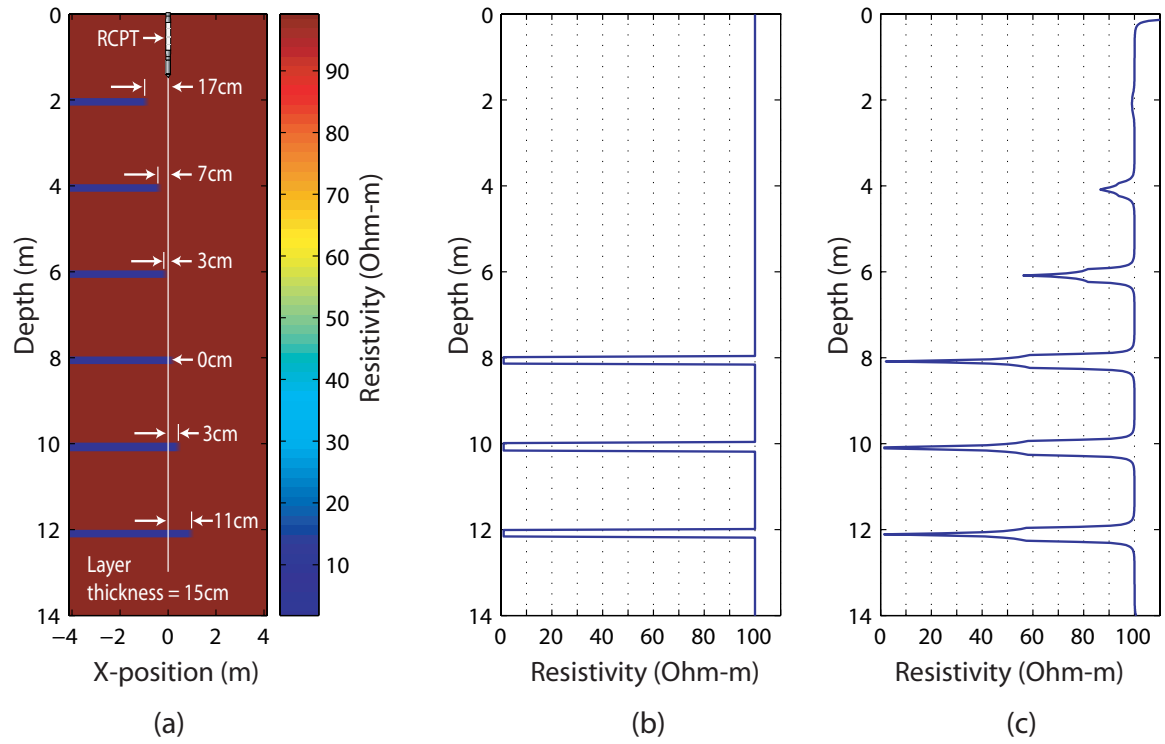 0
2
4
6
8
10
12
14
Depth (m)
RCPT
17cm
7cm
3cm
0cm
3cm
11cm
Layer
thickness = 15cm
−4 −2 0 2 4
X-position (m)
(a)
90
80
70
60
50
40
30
20
10
Resistivity (Ohm-m)
0
2
4
6
8
10
12
14
Depth (m)
0 20 40 60 80 100
Resistivity (Ohm-m)
(b)
0
2
4
6
8
10
12
14
Depth (m)
0 20 40 60 80 100
Resistivity (Ohm-m)
(c)